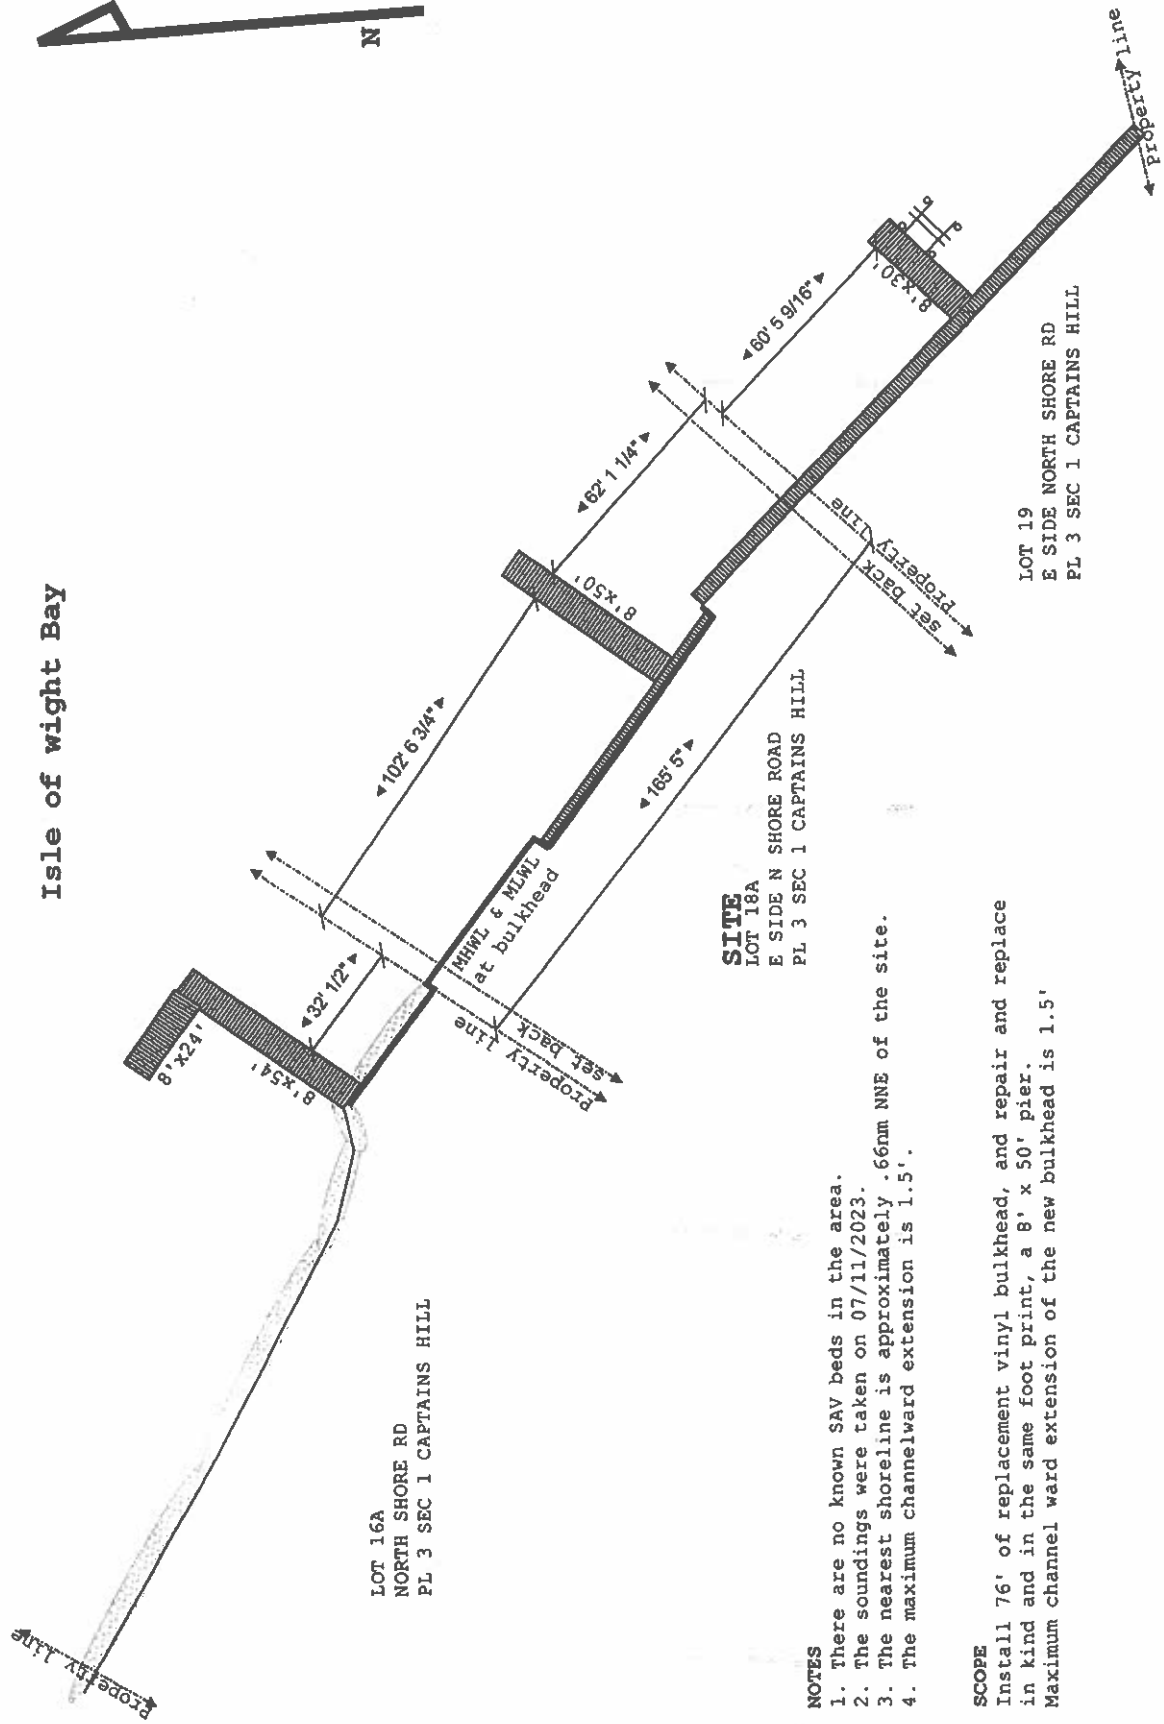 N
Isle of wight Bay
Property line
8'x24'
8'x54'
32' 1/2"
102' 6 3/4"
8'x50'
62' 1 1/4"
60' 5 9/16"
8'x30'
property line
MHWL & MLWL
at bulkhead
Property line
set back
165' 5"
property line
set back
LOT 16A
NORTH SHORE RD
PL 3 SEC 1 CAPTAINS HILL
SITE
LOT 18A
E SIDE N SHORE ROAD
PL 3 SEC 1 CAPTAINS HILL
LOT 19
E SIDE NORTH SHORE RD
PL 3 SEC 1 CAPTAINS HILL
NOTES
1. There are no known SAV beds in the area.
2. The soundings were taken on 07/11/2023.
3. The nearest shoreline is approximately .66nm NNE of the site.
4. The maximum channelward extension is 1.5'.
SCOPE
Install 76' of replacement vinyl bulkhead, and repair and replace
in kind and in the same foot print, a 8' x 50' pier.
Maximum channel ward extension of the new bulkhead is 1.5'